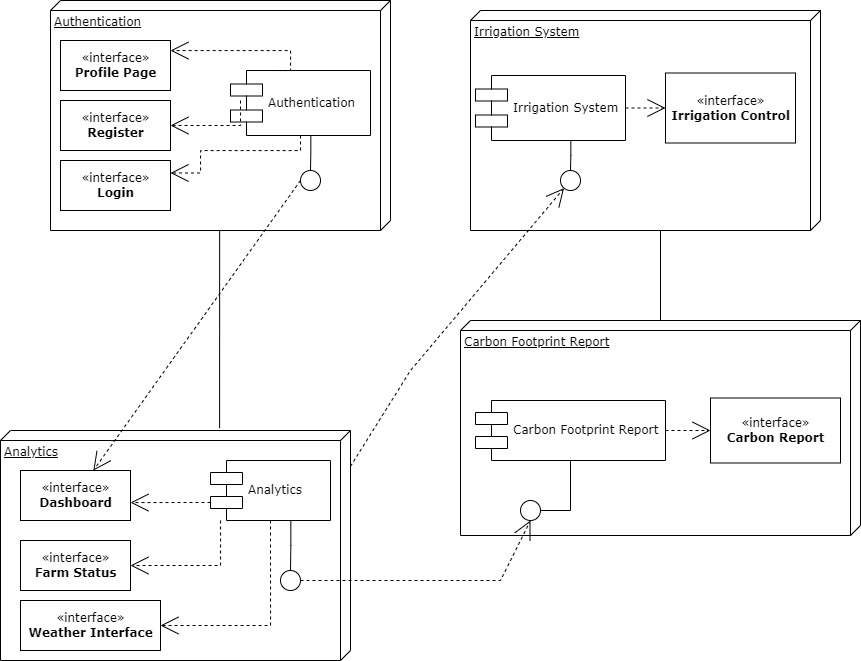 Authentication
«interface»
Profile Page
«interface»
Register
«interface»
Login
Authentication
Irrigation System
Irrigation System
«interface»
Irrigation Control
Carbon Footprint Report
Carbon Footprint Report
«interface»
Carbon Report
Analytics
«interface»
Dashboard
«interface»
Farm Status
«interface»
Weather Interface
Analytics